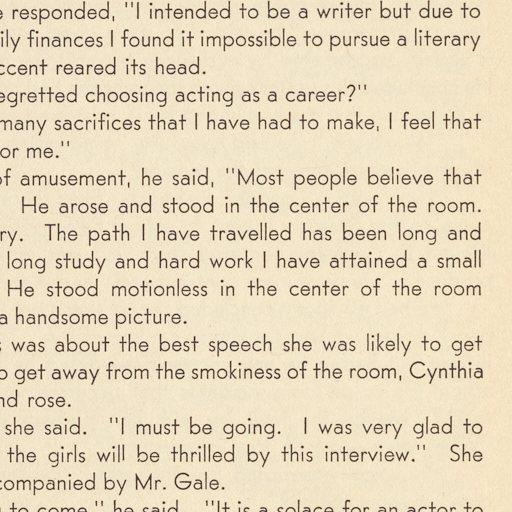 e responded, "I intended to be a writer but due to
ily finances I found it impossible to pursue a literary
ccent reared its head.
egretted choosing acting as a career?"
many sacrifices that I have had to make, I feel that
or me."
of amusement, he said, "Most people believe that
He arose and stood in the center of the room.
ry. The path I have travelled has been long and
long study and hard work I have attained a small
He stood motionless in the center of the room
a handsome picture.
s was about the best speech she was likely to get
o get away from the smokiness of the room, Cynthia
nd rose.
she said. "I must be going. I was very glad to
the girls will be thrilled by this interview." She
companied by Mr. Gale.
to come," he said. "It is a solace for an actor to